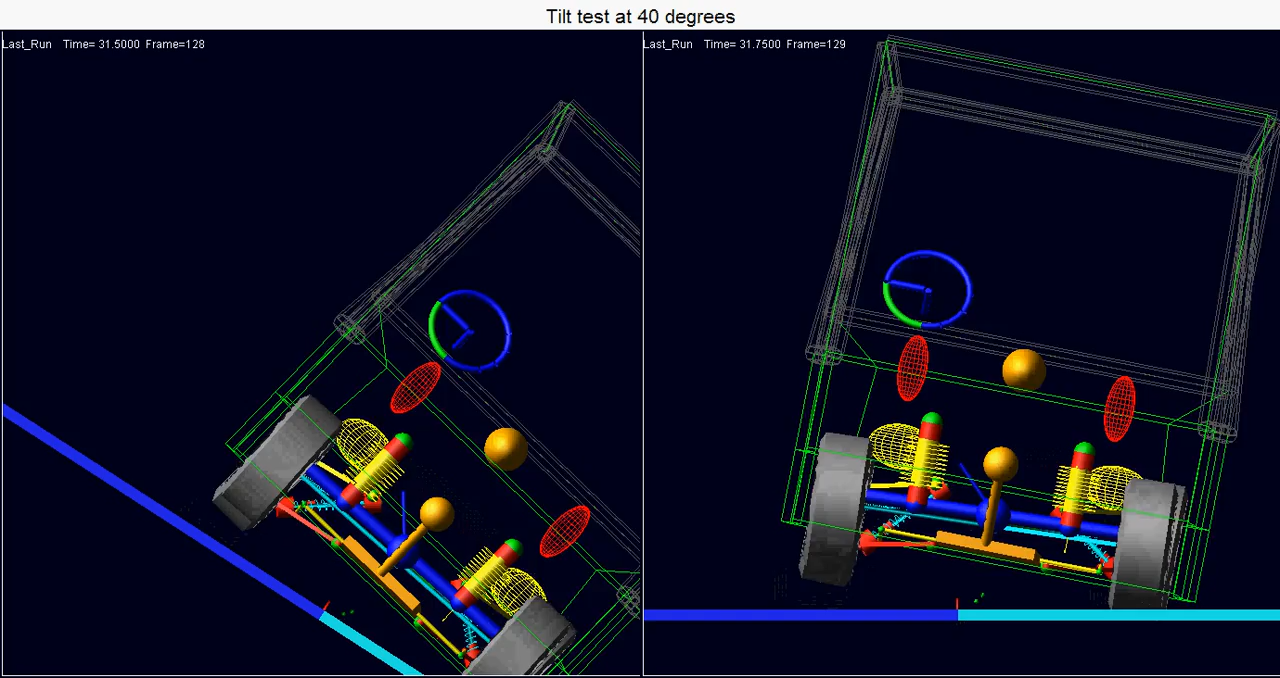 Tilt test at 40 degrees
Last_Run Time= 31.5000 Frame=128
Last_Run Time= 31.7500 Frame=129